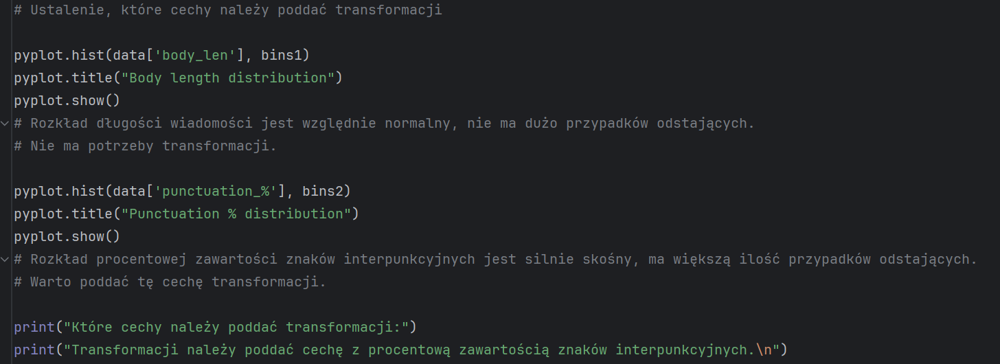 # Ustalenie, które cechy należy poddać transformacji
pyplot.hist(data['body_len'], bins1)
pyplot.title("Body length distribution")
pyplot.show()
# Rozkład długości wiadomości jest względnie normalny, nie ma dużo przypadków odstających.
# Nie ma potrzeby transformacji.
pyplot.hist(data['punctuation_%'], bins2)
pyplot.title("Punctuation % distribution")
pyplot.show()
# Rozkład procentowej zawartości znaków interpunkcyjnych jest silnie skośny, ma większą ilość przypadków odstających.
# Warto poddać tę cechę transformacji.
print("Które cechy należy poddać transformacji:")
print("Transformacji należy poddać cechę z procentową zawartością znaków interpunkcyjnych.\n")